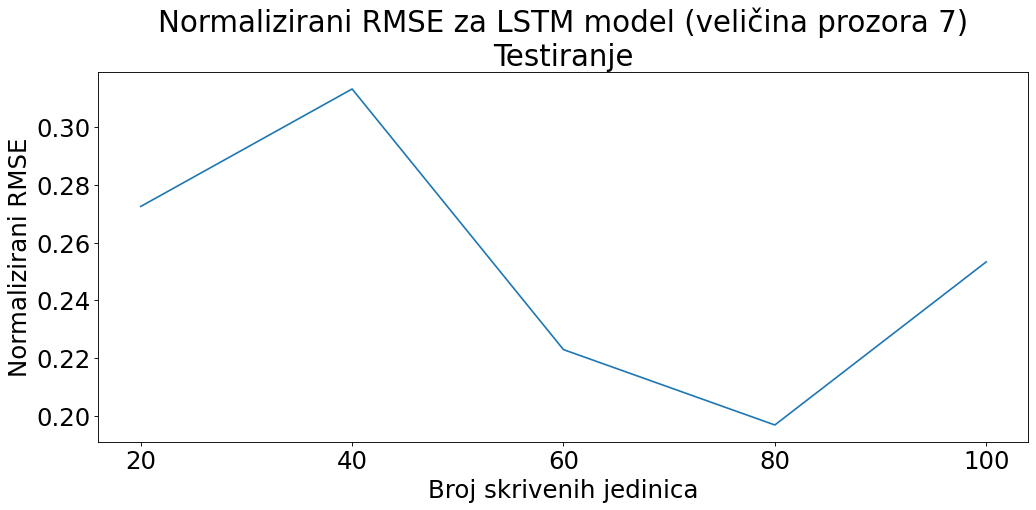 Normalizirani RMSE za LSTM model (veličina prozora 7)
Testiranje
Normalizirani RMSE
0.30
0.28
0.26
0.24
0.22
0.20
20 40 60 80 100
Broj skrivenih jedinica